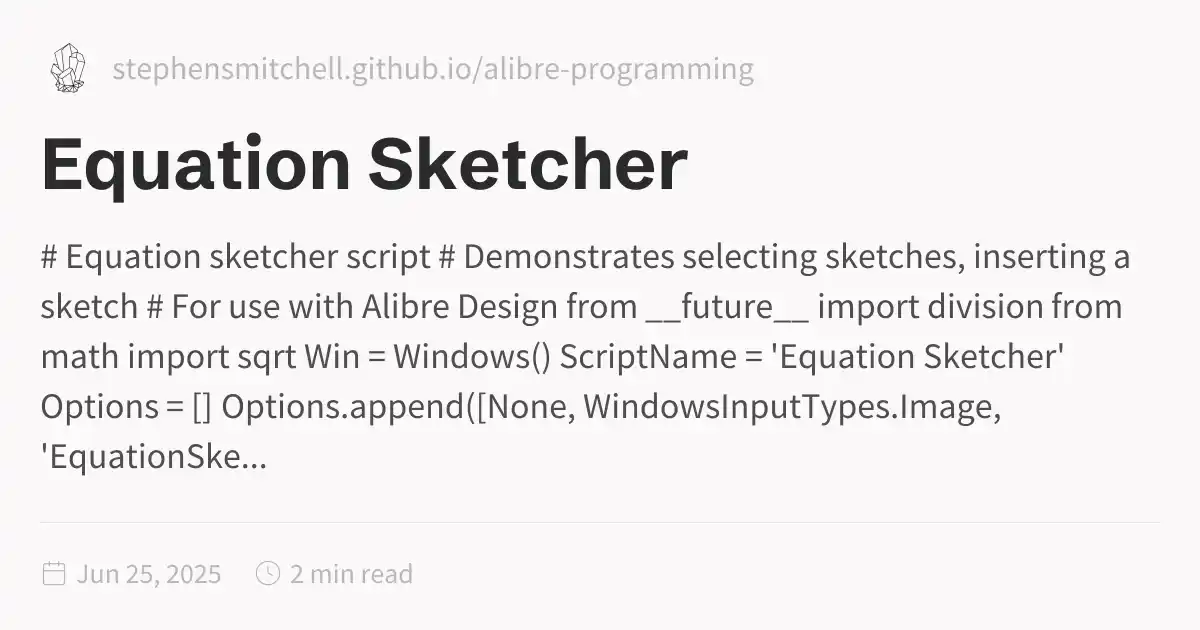 stephensmitchell.github.io/alibre-programming
Equation Sketcher
# Equation sketcher script # Demonstrates selecting sketches, inserting a
sketch # For use with Alibre Design from __future__ import division from
math import sqrt Win = Windows() ScriptName = 'Equation Sketcher'
Options = [] Options.append([None, WindowsInputTypes.Image,
'EquationSke...
Jun 25, 2025 2 min read